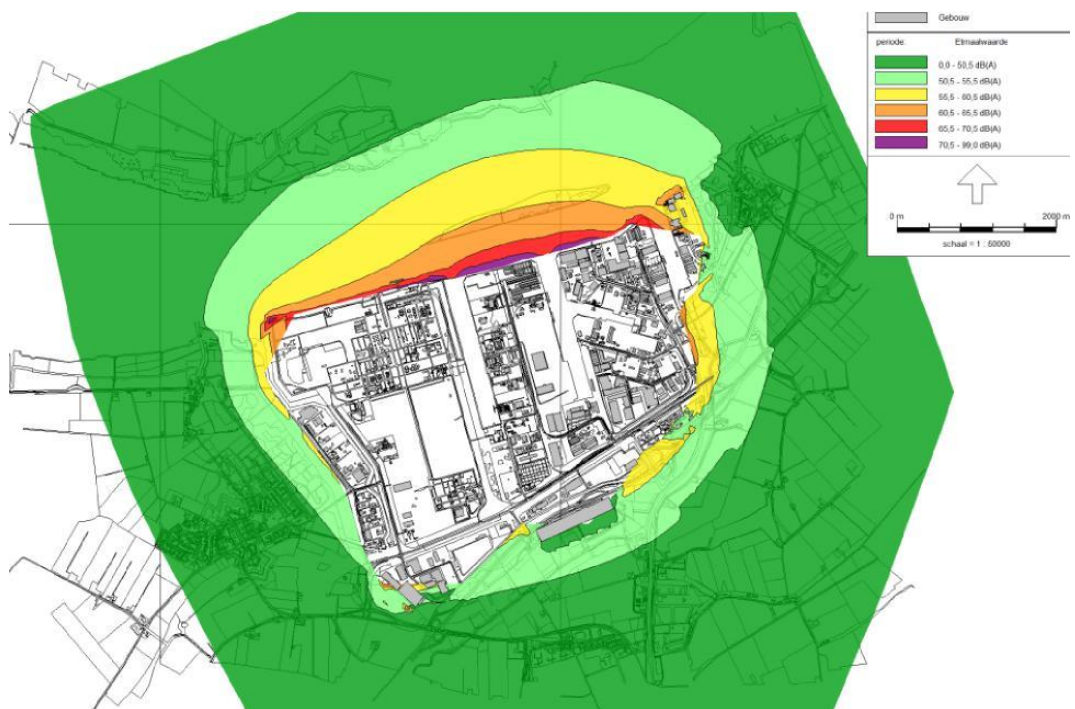 Gebouw
periode: Etmaalwaarde
0,0 - 50,5 dB(A)
50,5 - 55,5 dB(A)
55,5 - 60,5 dB(A)
60,5 - 65,5 dB(A)
65,5 - 70,5 dB(A)
70,5 - 99,0 dB(A)
0 m 2000 m
schaal = 1 : 50000